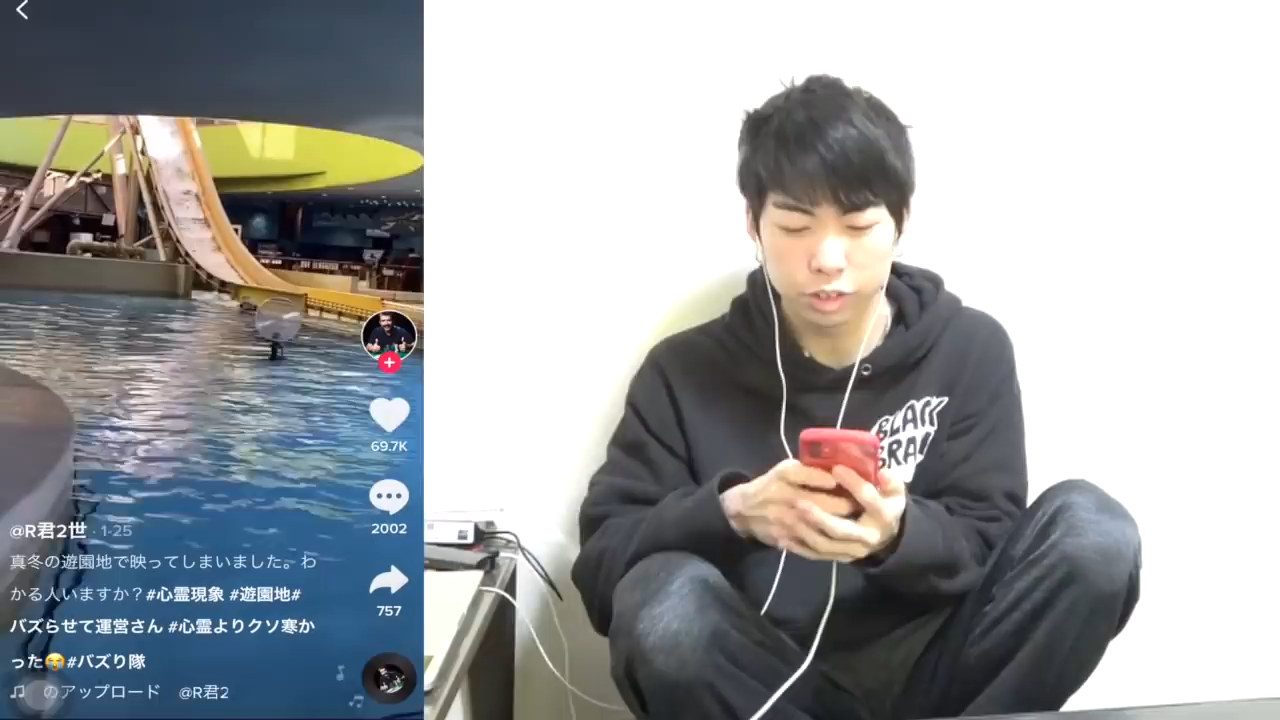 69.7K
2002
757
@R君2世 · 1-25
真冬の遊園地で映ってしまいました。わ
かる人いますか？#心霊現象 #遊園地#
バズらせて運営さん #心霊よりクソ寒か
った😭#バズり隊
のアップロード　@R君2
BLACK